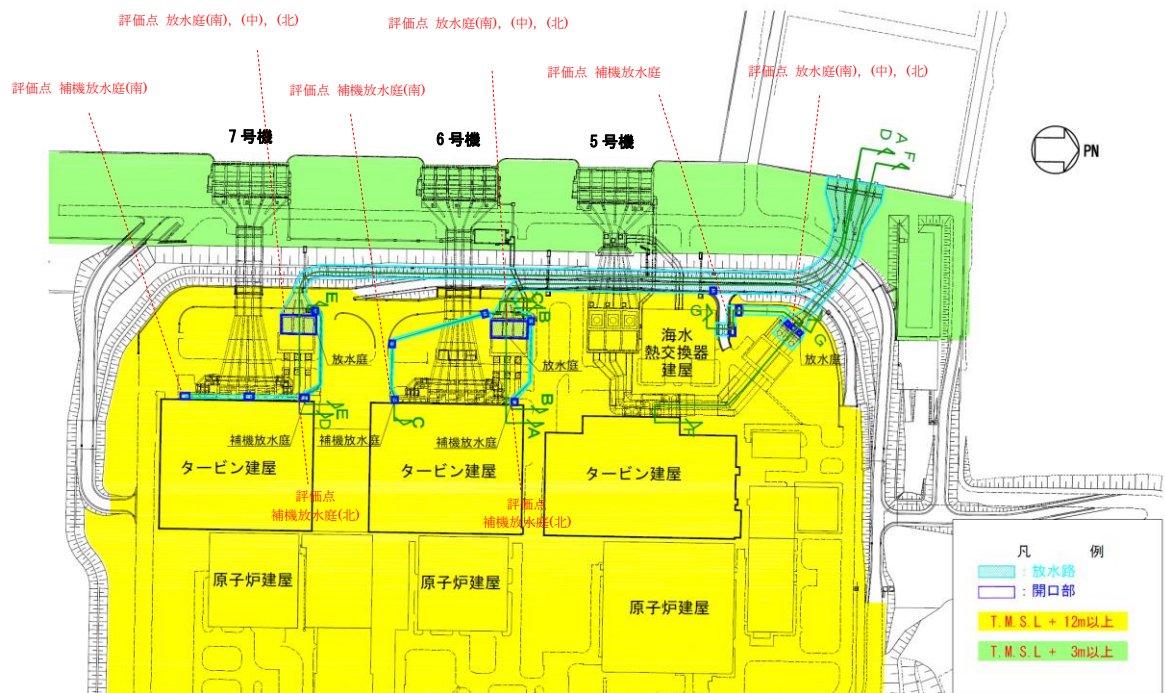 評価点 放水庭(南), (中), (北)
評価点 放水庭(南), (中), (北)
評価点 補機放水庭(南)
評価点 補機放水庭(南)
評価点 補機放水庭
評価点 放水庭(南), (中), (北)
7号機
6号機
5号機
PN
D
A
F
E
C
B
G
G
海水
熱交換器
建屋
放水庭
放水庭
放水庭
E
D
C
B
A
F
補機放水庭
補機放水庭
補機放水庭
タービン建屋
タービン建屋
タービン建屋
評価点
補機放水庭(北)
評価点
補機放水庭(北)
原子炉建屋
原子炉建屋
原子炉建屋
凡 例
:放水路
:開口部
T.M.S.L + 12m以上
T.M.S.L + 3m以上